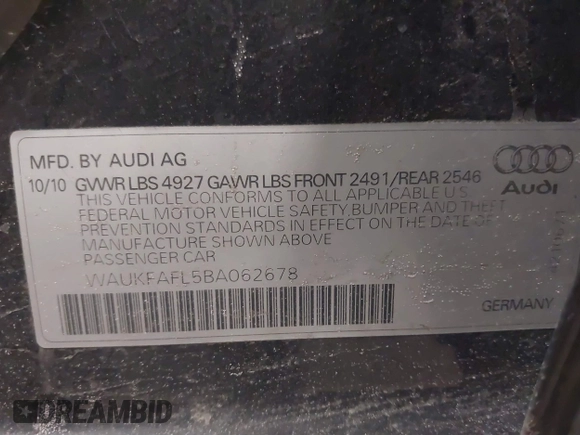 MFD. BY AUDI AG
10/10 GVWR LBS 4927 GAWR LBS FRONT 2491/REAR 2546
THIS VEHICLE CONFORMS TO ALL APPLICABLE U.S.
FEDERAL MOTOR VEHICLE SAFETY, BUMPER AND THEFT
PREVENTION STANDARDS IN EFFECT ON THE DATE OF
MANUFACTURE SHOWN ABOVE
PASSENGER CAR
WAUKFAFL5BA062678
Audi
GERMANY
DREAMBID